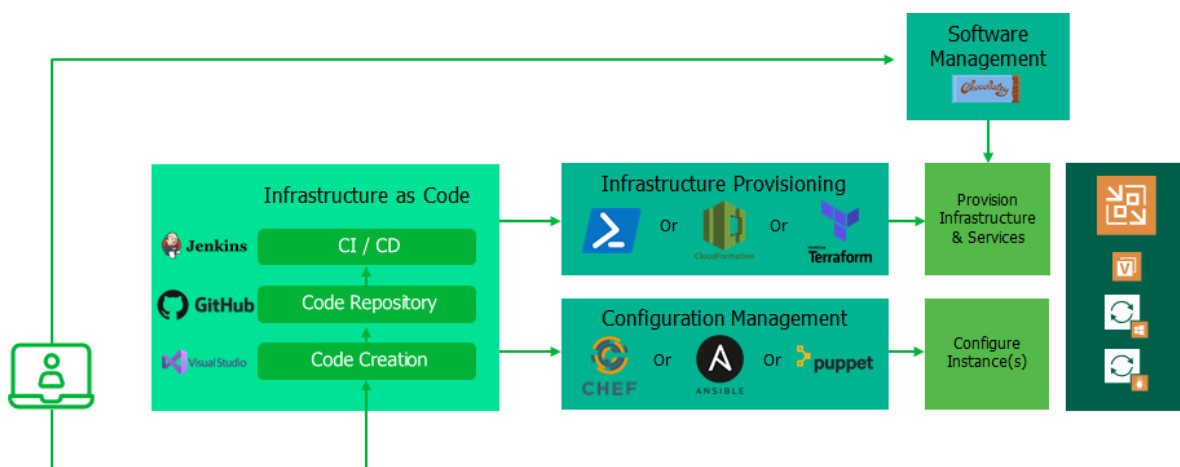 Software
Management
Chocolatey
Infrastructure as Code
Jenkins
CI / CD
GitHub
Code Repository
Visual Studio
Code Creation
Infrastructure Provisioning
Or
CloudFormation
Or
HashiCorp
Terraform
Provision
Infrastructure
& Services
Configuration Management
CHEF
Or
ANSIBLE
Or
puppet
Configure
Instance(s)
V